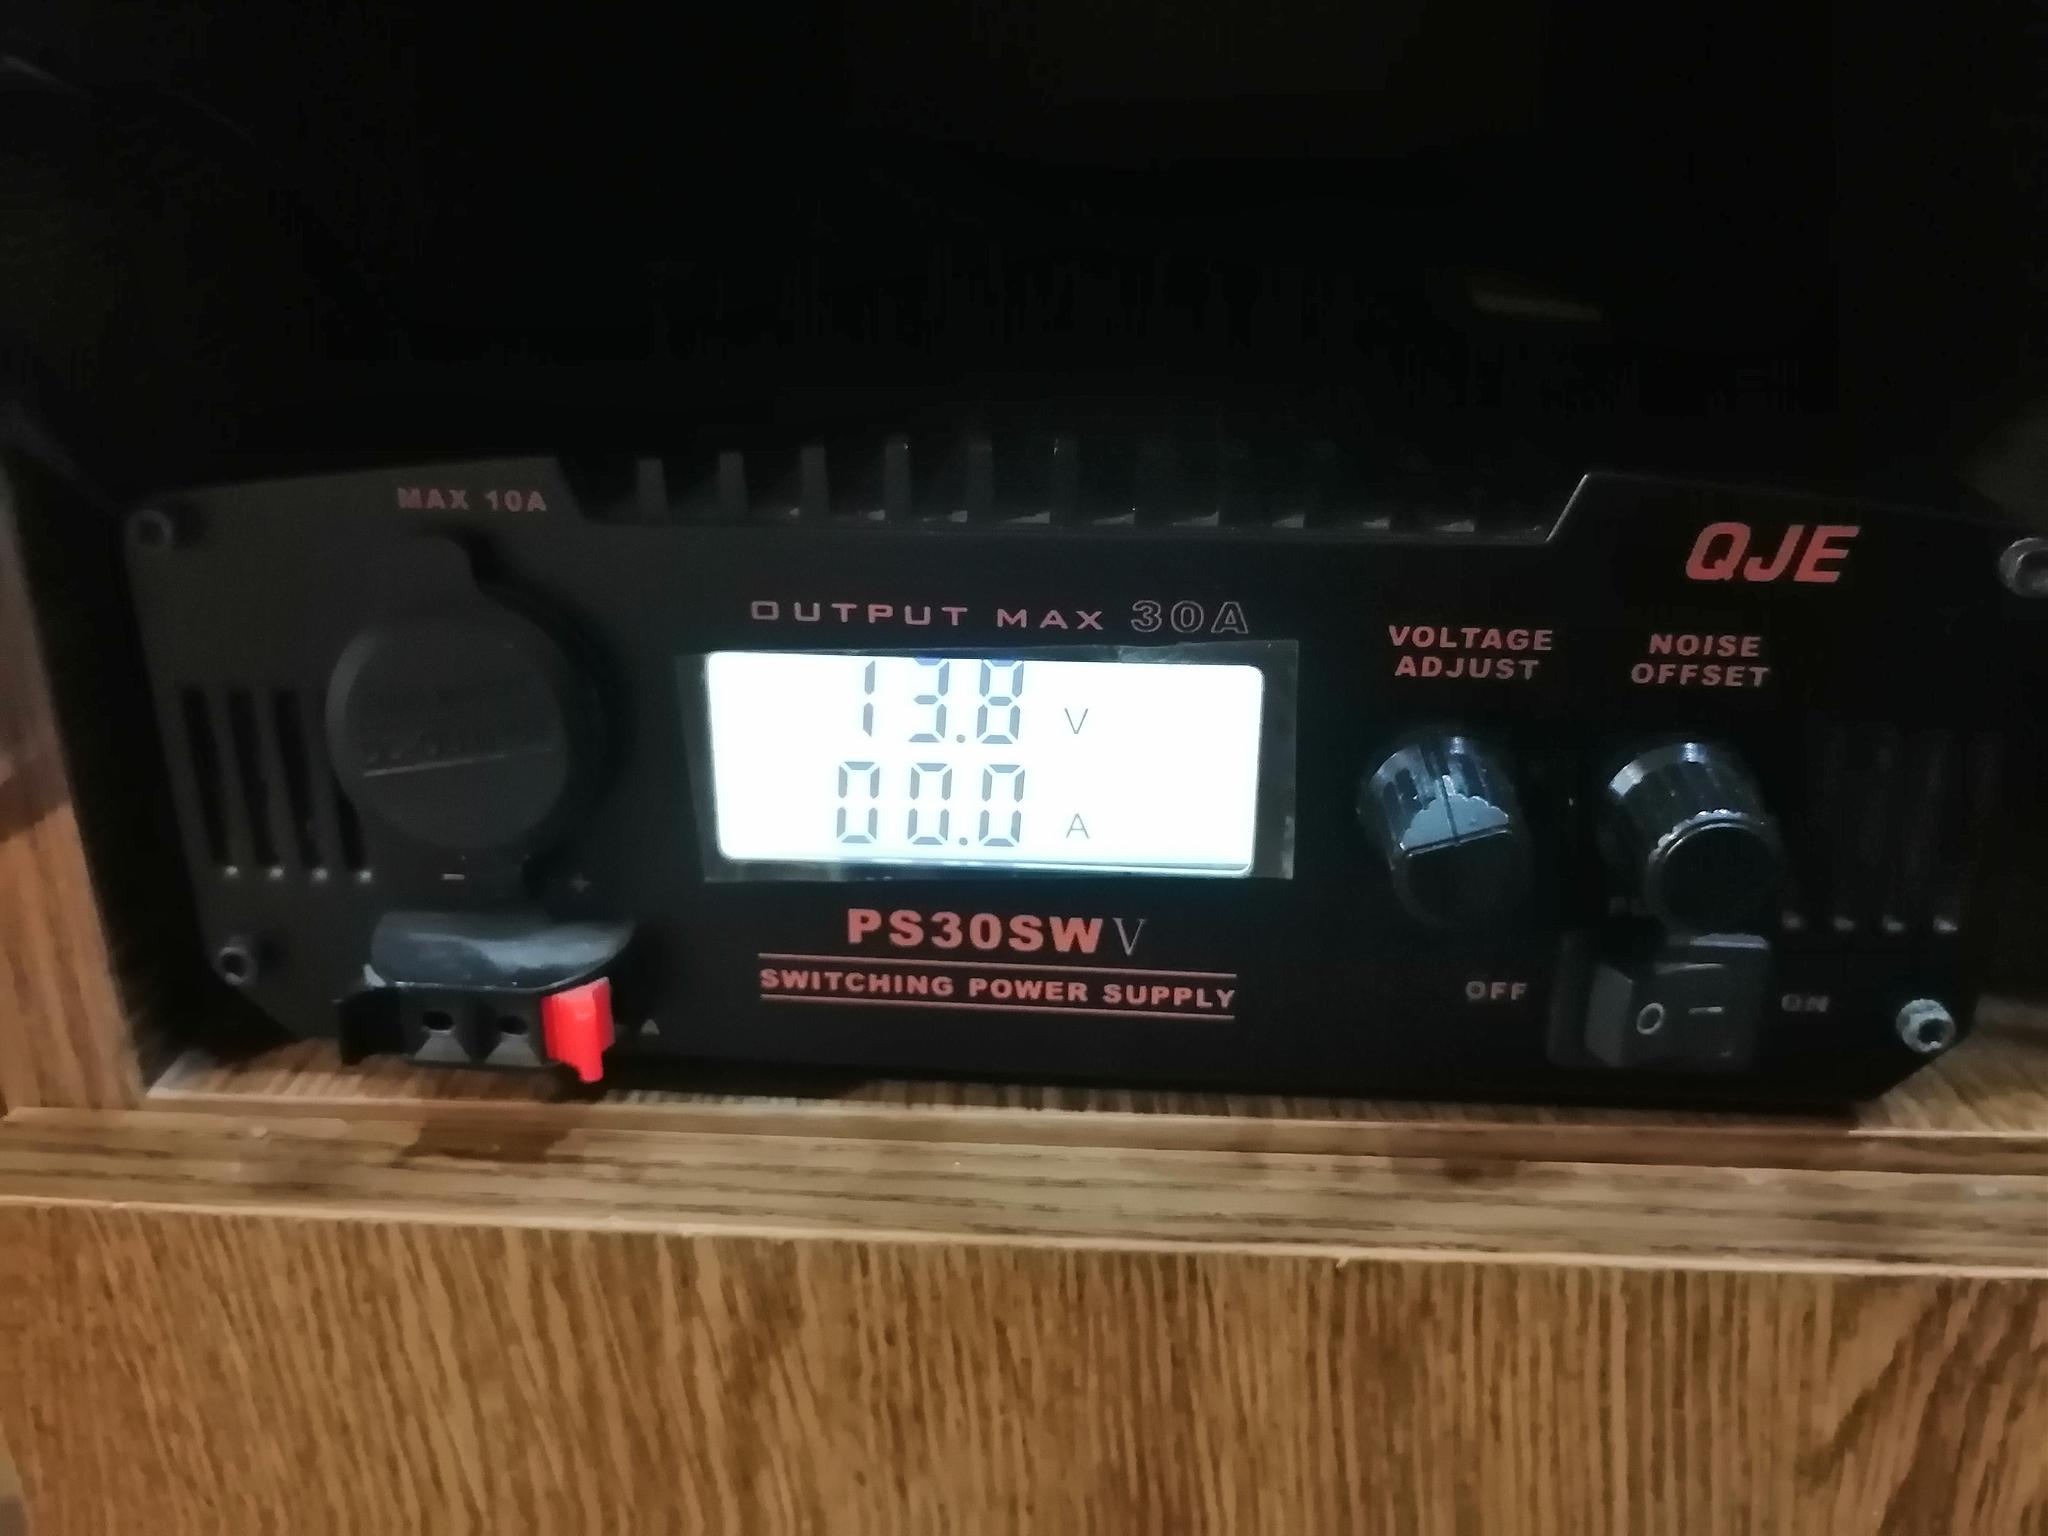 MAX 10A
QJE
OUTPUT MAX 30A
VOLTAGE
ADJUST
NOISE
OFFSET
13.8 V
00.0 A
- +
PS30SW V
SWITCHING POWER SUPPLY
OFF
ON